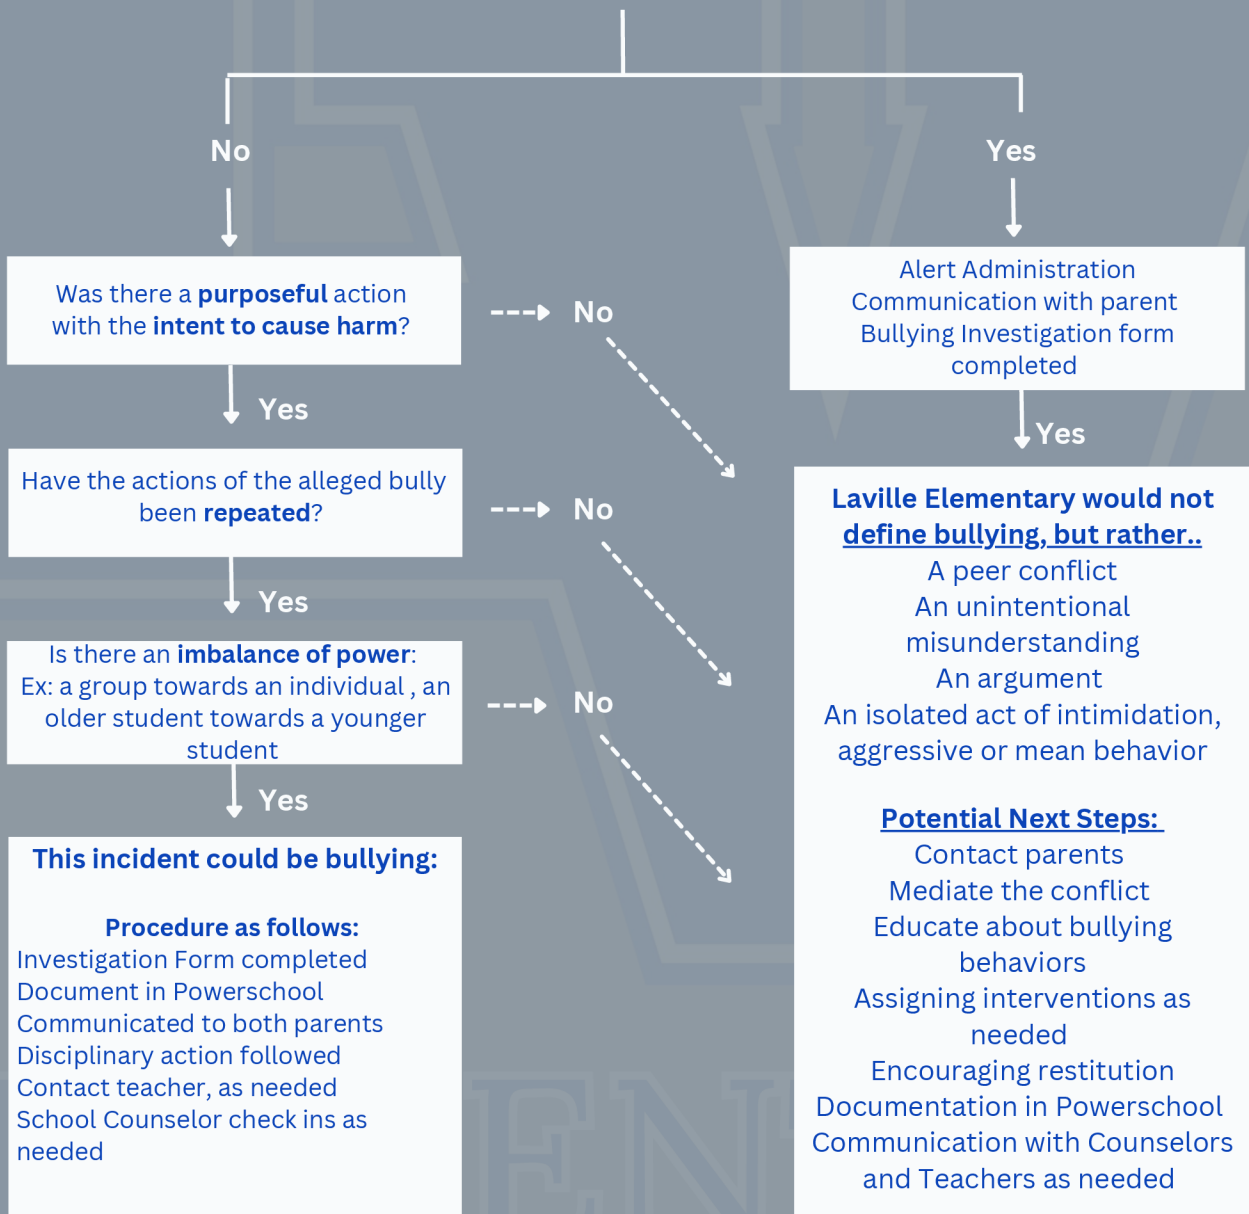 No
Yes
Was there a purposeful action
with the intent to cause harm?
No
Alert Administration
Communication with parent
Bullying Investigation form
completed
Yes
Yes
Have the actions of the alleged bully
been repeated?
No
Yes
Is there an imbalance of power:
Ex: a group towards an individual , an
older student towards a younger
student
No
Yes
This incident could be bullying:
Procedure as follows:
Investigation Form completed
Document in Powerschool
Communicated to both parents
Disciplinary action followed
Contact teacher, as needed
School Counselor check ins as
needed
Laville Elementary would not
define bullying, but rather..
A peer conflict
An unintentional
misunderstanding
An argument
An isolated act of intimidation,
aggressive or mean behavior
Potential Next Steps:
Contact parents
Mediate the conflict
Educate about bullying
behaviors
Assigning interventions as
needed
Encouraging restitution
Documentation in Powerschool
Communication with Counselors
and Teachers as needed